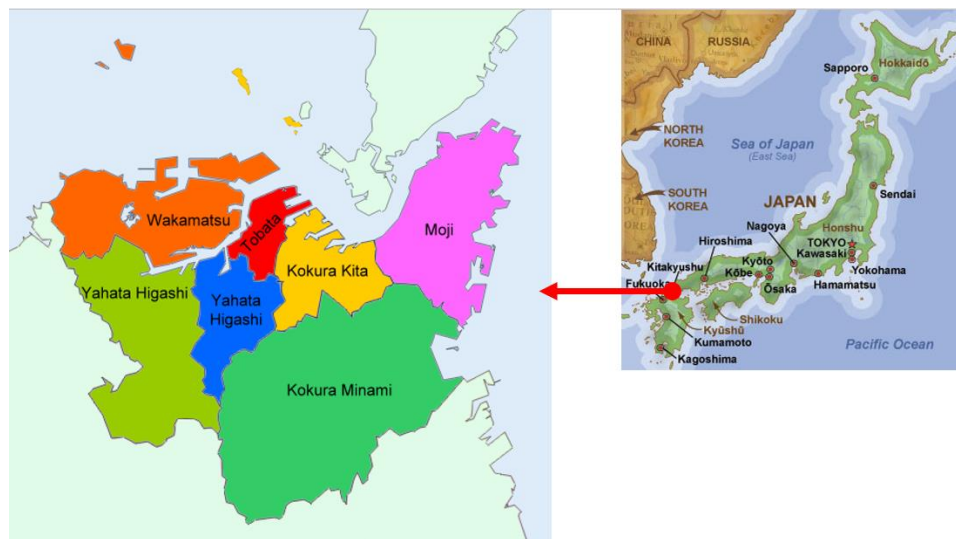 Wakamatsu
Tobata
Moji
Kokura Kita
Yahata Higashi
Yahata
Higashi
Kokura Minami
CHINA
RUSSIA
Hokkaidō
Sapporo
NORTH
KOREA
Sea of Japan
(East Sea)
SOUTH
KOREA
Sendai
JAPAN
Nagoya
Honshu
Hiroshima
TOKYO
Kyōto
KAWASAKI
Kitakyushu
Kōbe
Yokohama
Fukuoka
Ōsaka
Hamamatsu
Shikoku
Kyūshū
Kumamoto
Pacific Ocean
Kagoshima